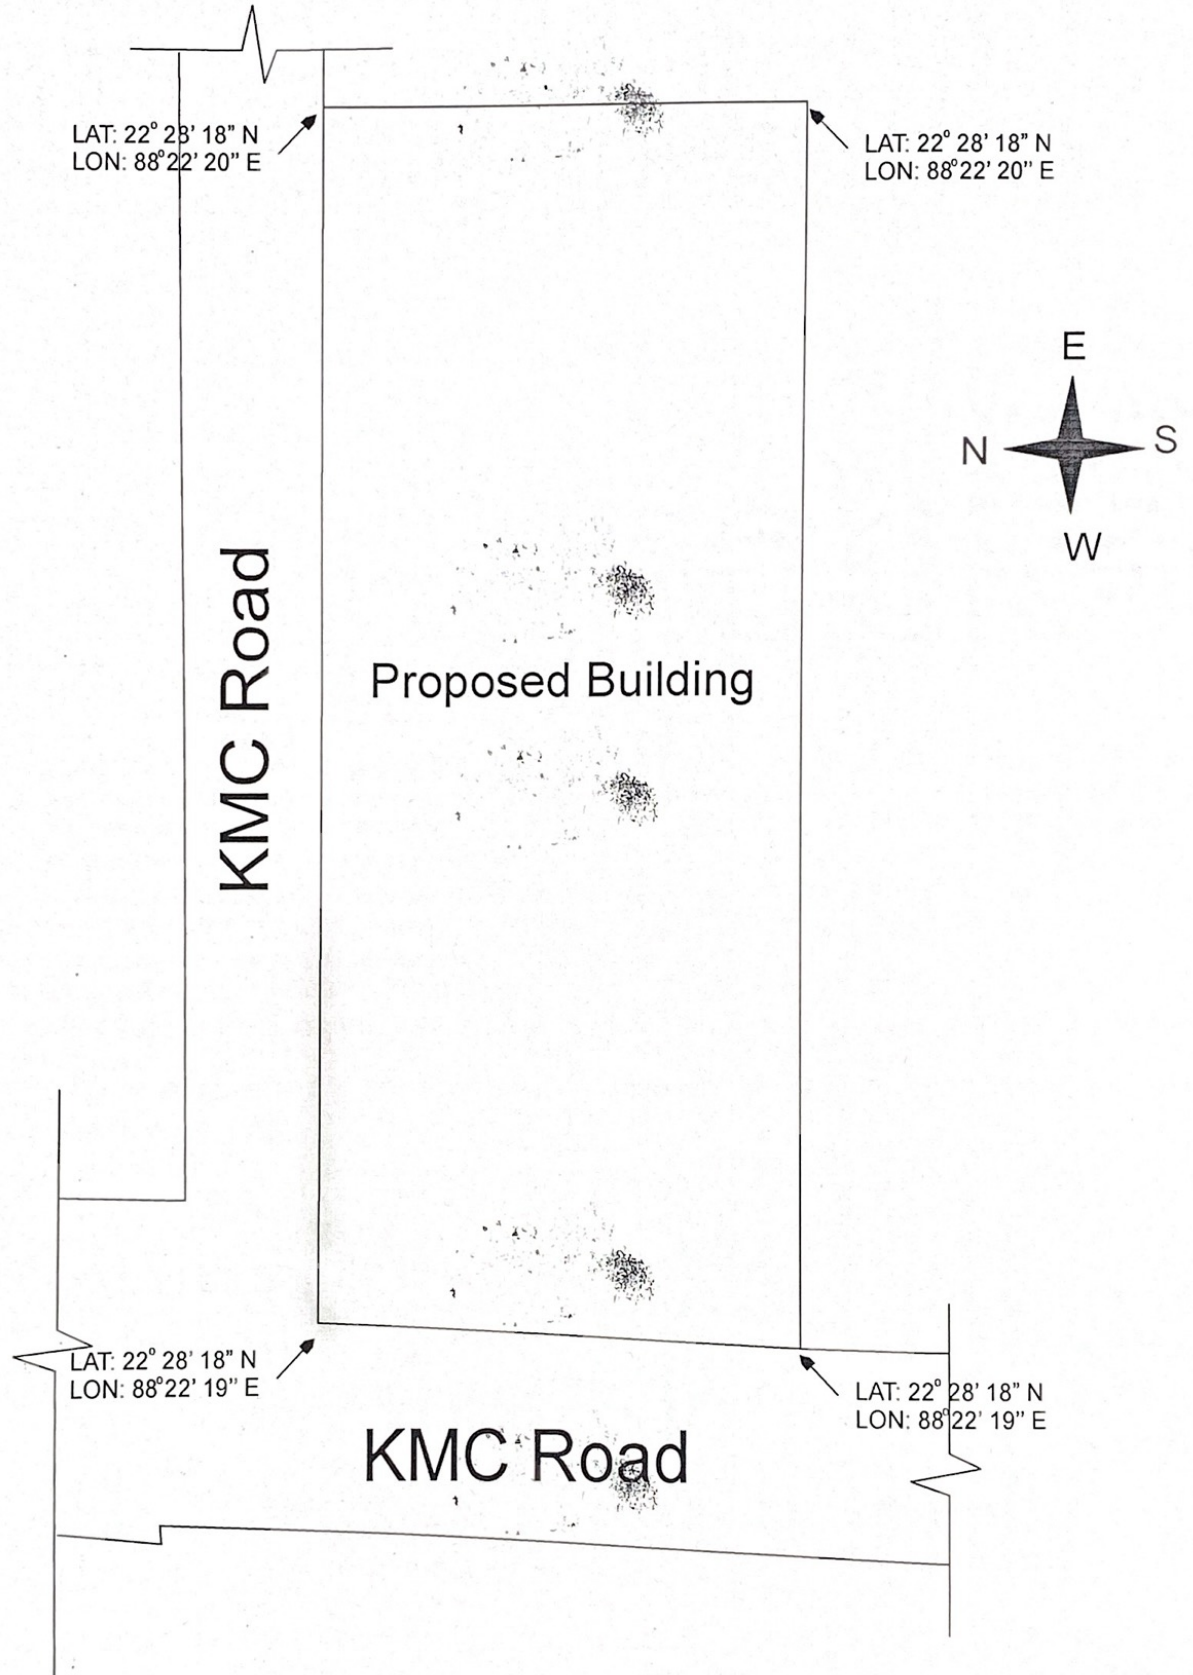 LAT: 22° 28' 18" N
LON: 88°22' 20" E
LAT: 22° 28' 18" N
LON: 88°22' 20" E
E
N
S
W
KMC Road
Proposed Building
LAT: 22° 28' 18" N
LON: 88°22' 19" E
LAT: 22° 28' 18" N
LON: 88°22' 19" E
KMC Road